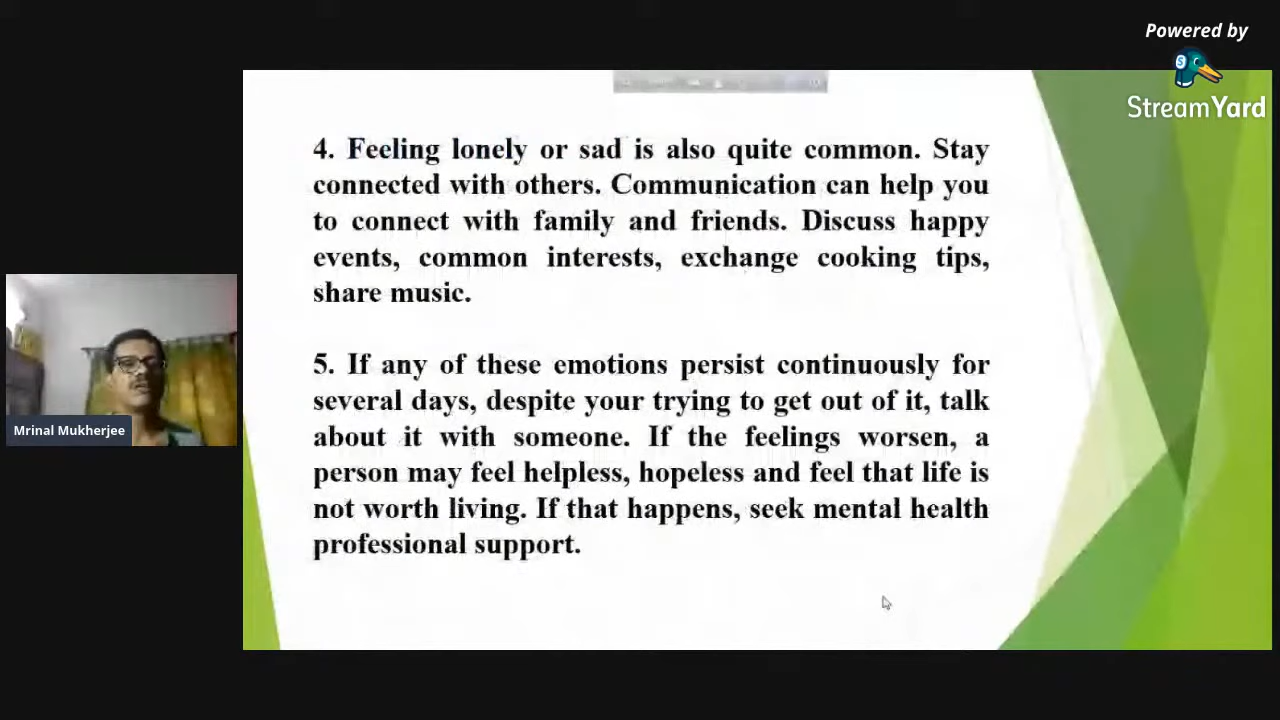 Powered by
StreamYard
4. Feeling lonely or sad is also quite common. Stay
connected with others. Communication can help you
to connect with family and friends. Discuss happy
events, common interests, exchange cooking tips,
share music.
5. If any of these emotions persist continuously for
several days, despite your trying to get out of it, talk
about it with someone. If the feelings worsen, a
person may feel helpless, hopeless and feel that life is
not worth living. If that happens, seek mental health
professional support.
Mrinal Mukherjee